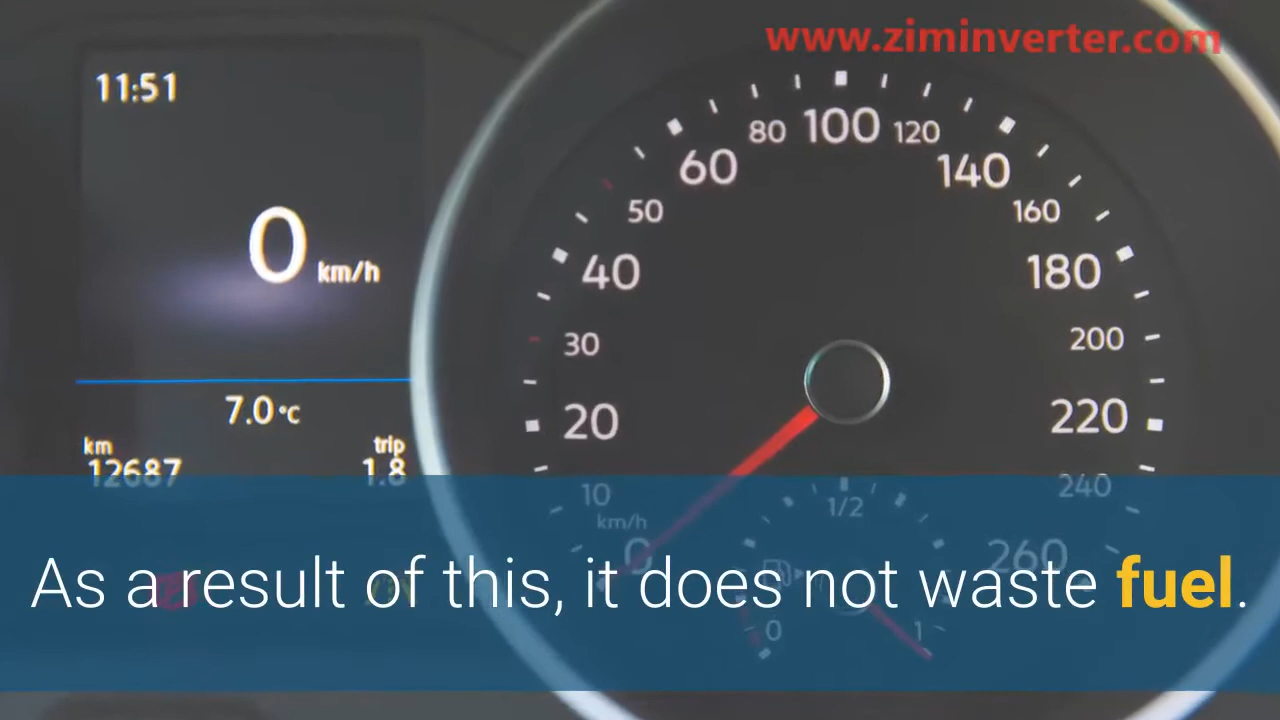 www.ziminverter.com
11:51
0 km/h
7.0 °C
km
12687
trip
1.8
80 100 120
60 140
50 160
40 180
30 200
20 220
10 240
km/h
0 260
1/2
0 1
As a result of this, it does not waste fuel.